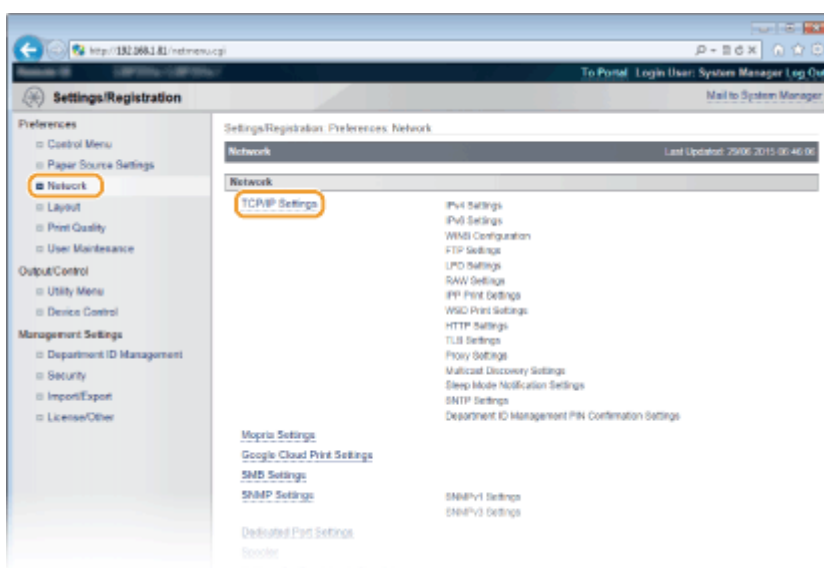 http://192.168.1.81/netmenu.cgi
To Portal Login User: System Manager Log Out
Settings/Registration
Mail to System Manager
Preferences
Control Menu
Paper Source Settings
Network
Layout
Print Quality
User Maintenance
Output/Control
Utility Menu
Device Control
Management Settings
Department ID Management
Security
Import/Export
License/Other
Settings/Registration: Preferences: Network
Network
Last Updated: 29/06 2015 06:46:06
Network
TCP/IP Settings
IPv4 Settings
IPv6 Settings
WINS Configuration
FTP Settings
LPD Settings
RAW Settings
IPP Print Settings
WSD Print Settings
HTTP Settings
TLS Settings
Proxy Settings
Multicast Discovery Settings
Sleep Mode Notification Settings
SNTP Settings
Department ID Management PIN Confirmation Settings
Mopria Settings
Google Cloud Print Settings
SMB Settings
SNMP Settings
SNMPv1 Settings
SNMPv3 Settings
Dedicated Port Settings
Spooler